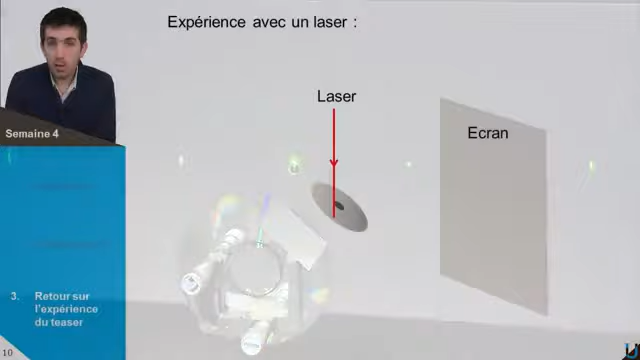 Expérience avec un laser :
Laser
Ecran
Semaine 4
3. Retour sur
l'expérience
du teaser
10